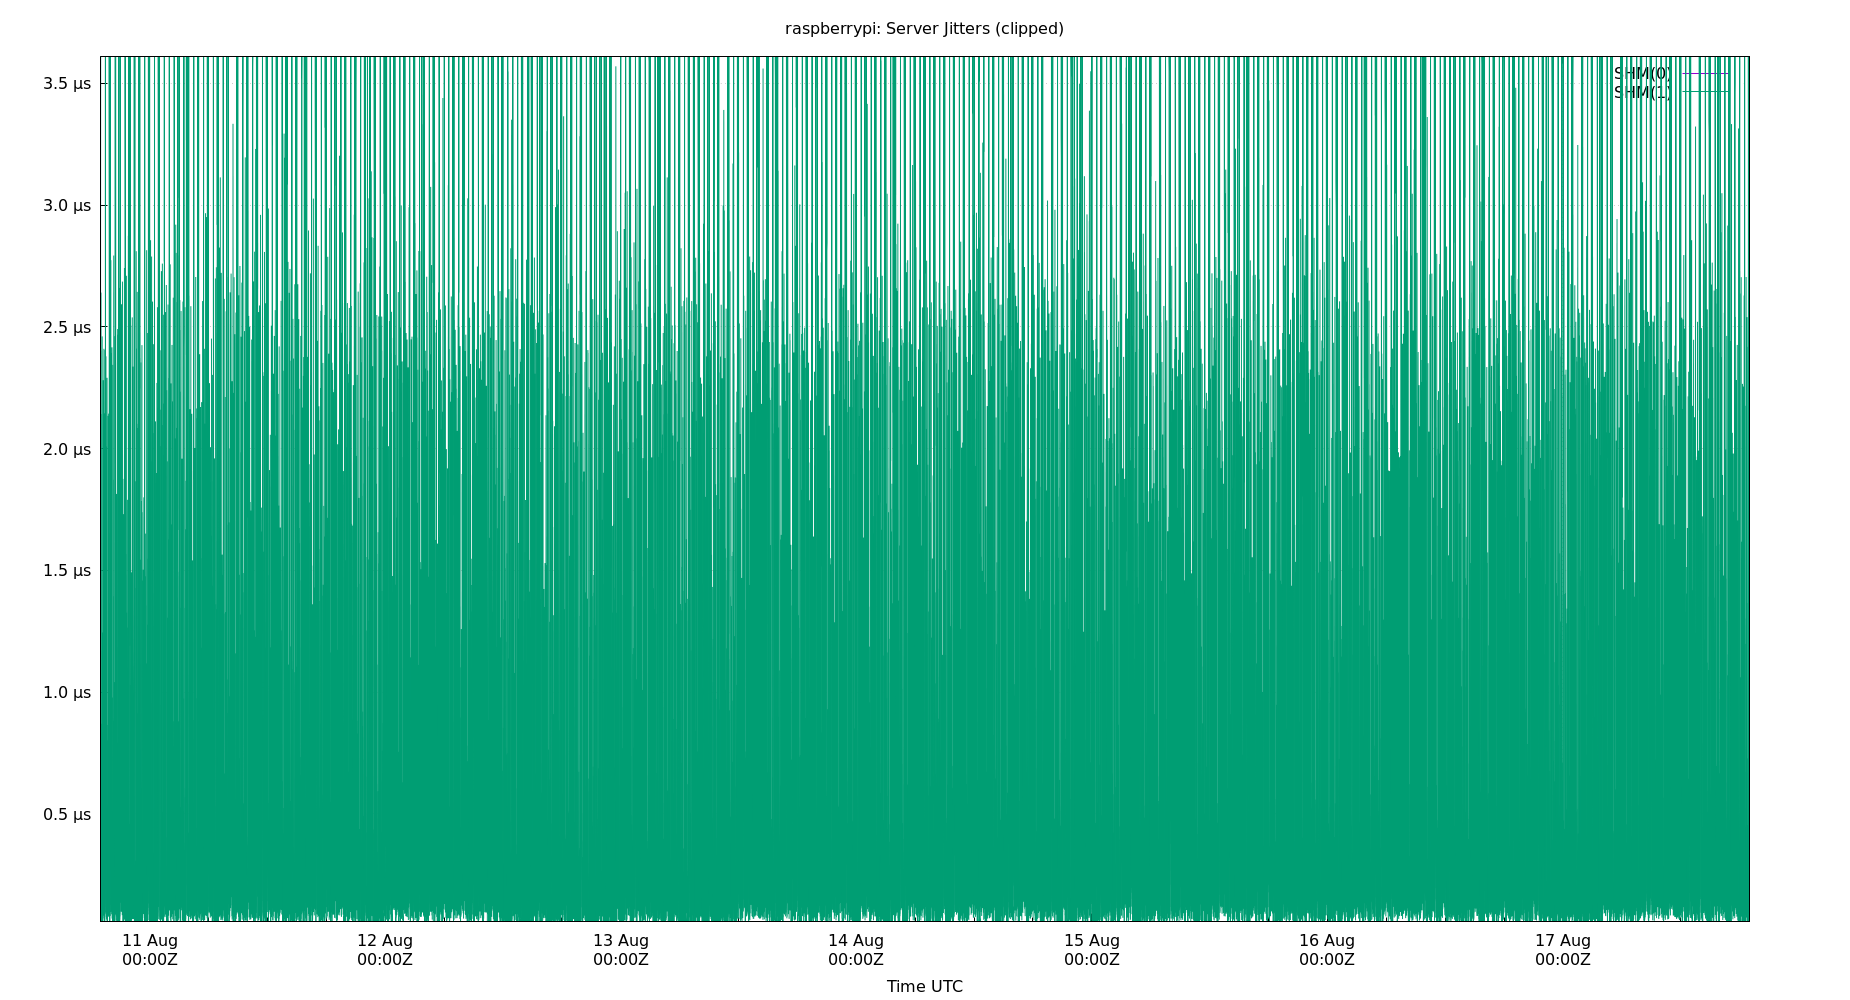 raspberrypi: Server Jitters (clipped)
SHM(0)
SHM(1)
3.5 µs
3.0 µs
2.5 µs
2.0 µs
1.5 µs
1.0 µs
0.5 µs
11 Aug
00:00Z
12 Aug
00:00Z
13 Aug
00:00Z
14 Aug
00:00Z
15 Aug
00:00Z
16 Aug
00:00Z
17 Aug
00:00Z
Time UTC